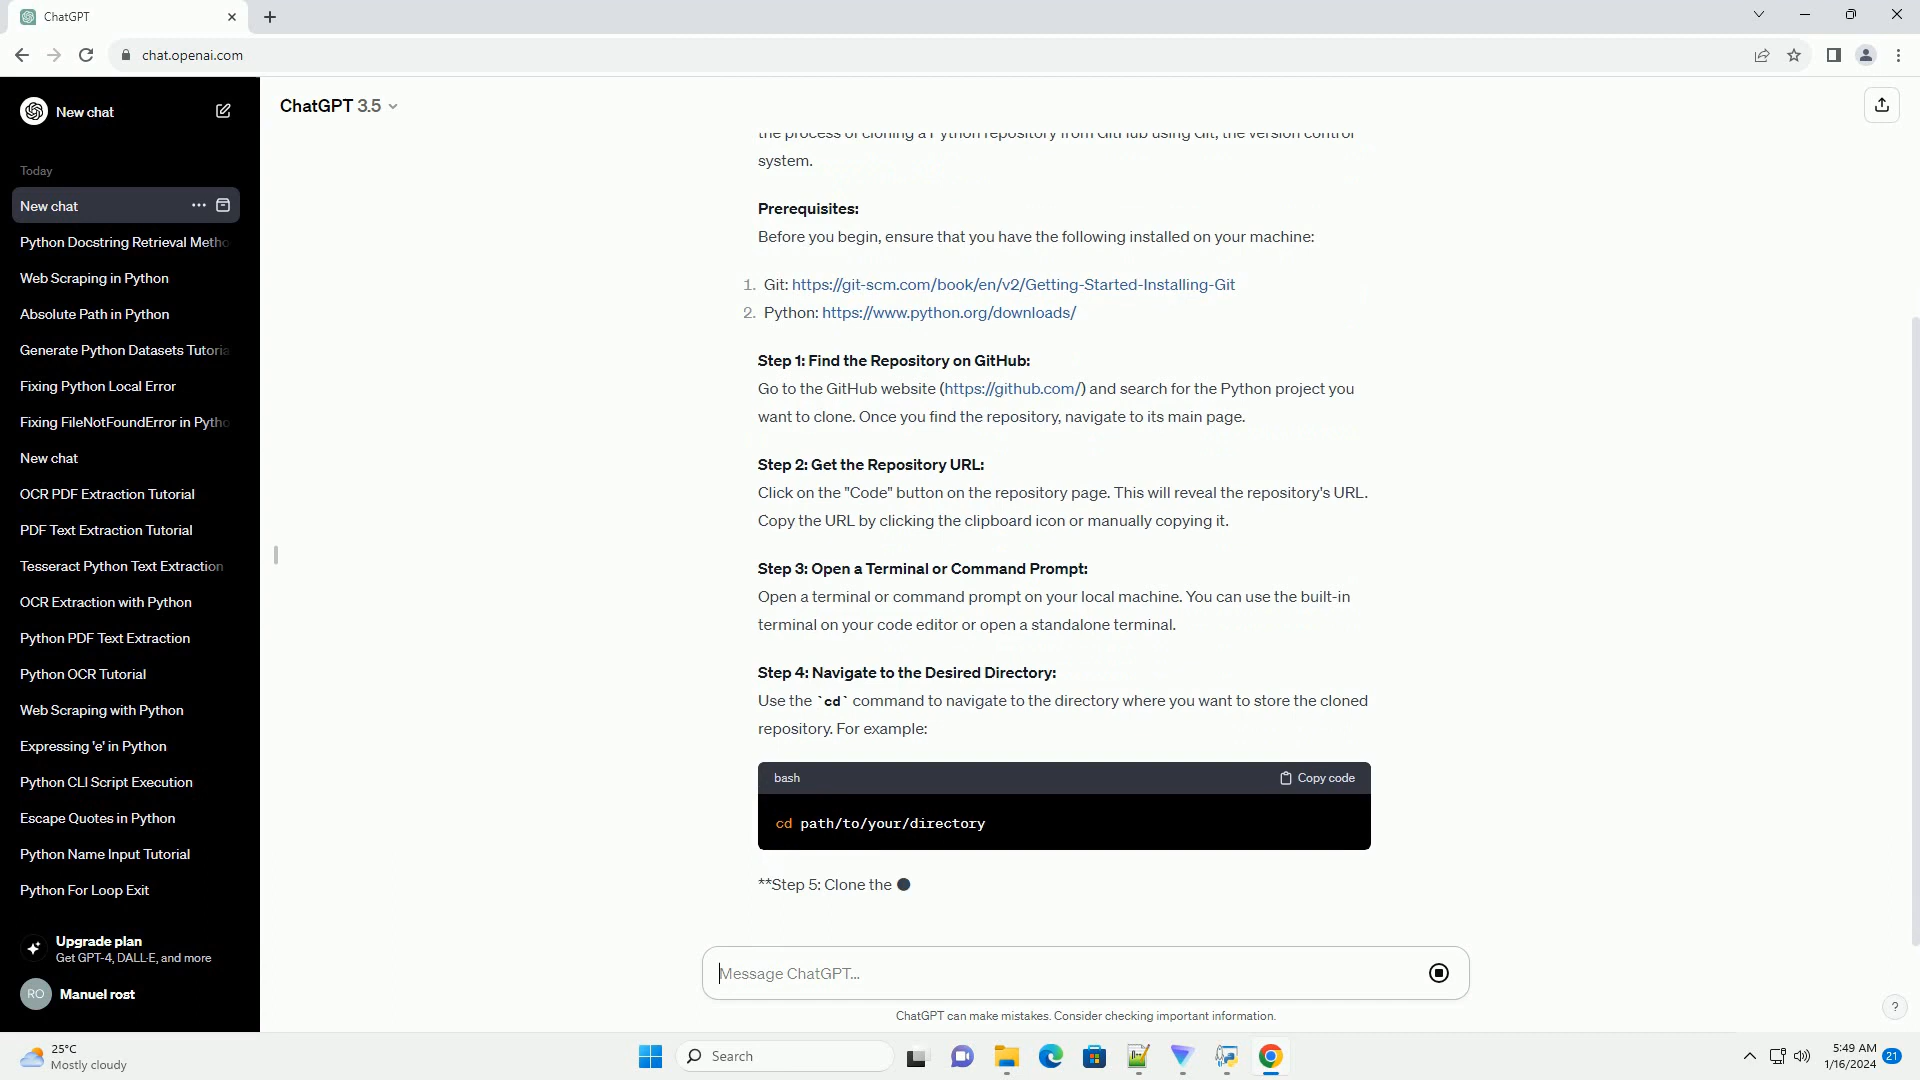 ChatGPT
chat.openai.com
New chat
ChatGPT 3.5
Today
New chat
Python Docstring Retrieval Metho
Web Scraping in Python
Absolute Path in Python
Generate Python Datasets Tutoria
Fixing Python Local Error
Fixing FileNotFoundError in Pytho
New chat
OCR PDF Extraction Tutorial
PDF Text Extraction Tutorial
Tesseract Python Text Extraction
OCR Extraction with Python
Python PDF Text Extraction
Python OCR Tutorial
Web Scraping with Python
Expressing 'e' in Python
Python CLI Script Execution
Escape Quotes in Python
Python Name Input Tutorial
Python For Loop Exit
Upgrade plan
Get GPT-4, DALL·E, and more
RO Manuel rost
the process of cloning a Python repository from GitHub using Git, the version control
system.
Prerequisites:
Before you begin, ensure that you have the following installed on your machine:
1. Git: https://git-scm.com/book/en/v2/Getting-Started-Installing-Git
2. Python: https://www.python.org/downloads/
Step 1: Find the Repository on GitHub:
Go to the GitHub website (https://github.com/) and search for the Python project you
want to clone. Once you find the repository, navigate to its main page.
Step 2: Get the Repository URL:
Click on the "Code" button on the repository page. This will reveal the repository's URL.
Copy the URL by clicking the clipboard icon or manually copying it.
Step 3: Open a Terminal or Command Prompt:
Open a terminal or command prompt on your local machine. You can use the built-in
terminal on your code editor or open a standalone terminal.
Step 4: Navigate to the Desired Directory:
Use the `cd` command to navigate to the directory where you want to store the cloned
repository. For example:
bash Copy code
cd path/to/your/directory
**Step 5: Clone the
Message ChatGPT...
ChatGPT can make mistakes. Consider checking important information.
?
25°C
Mostly cloudy
Search
5:49 AM
1/16/2024
21